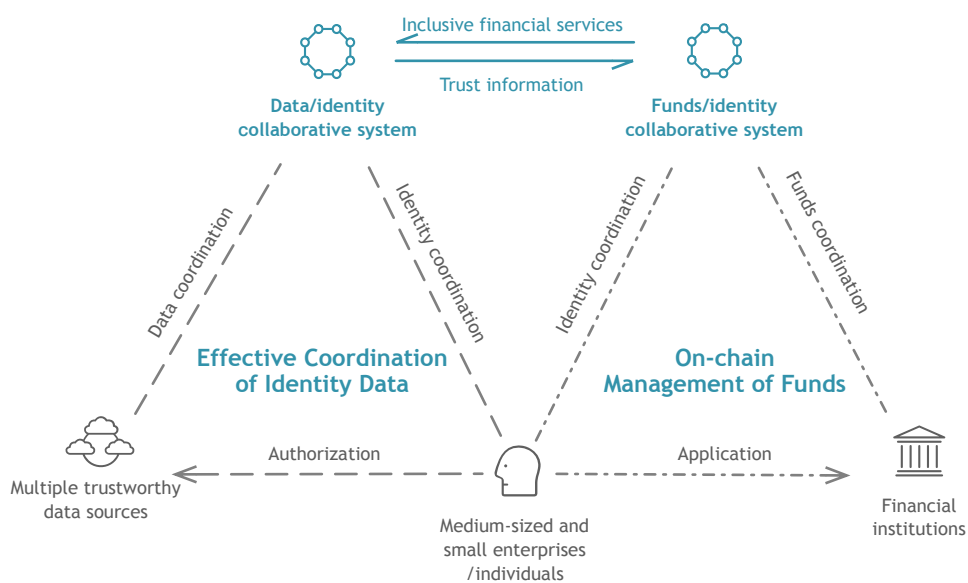 Inclusive financial services
Trust information
Data/identity
collaborative system
Funds/identity
collaborative system
Data coordination
Identity coordination
Identity coordination
Funds coordination
Effective Coordination
of Identity Data
On-chain
Management of Funds
Authorization
Application
Multiple trustworthy
data sources
Medium-sized and
small enterprises
/individuals
Financial
institutions